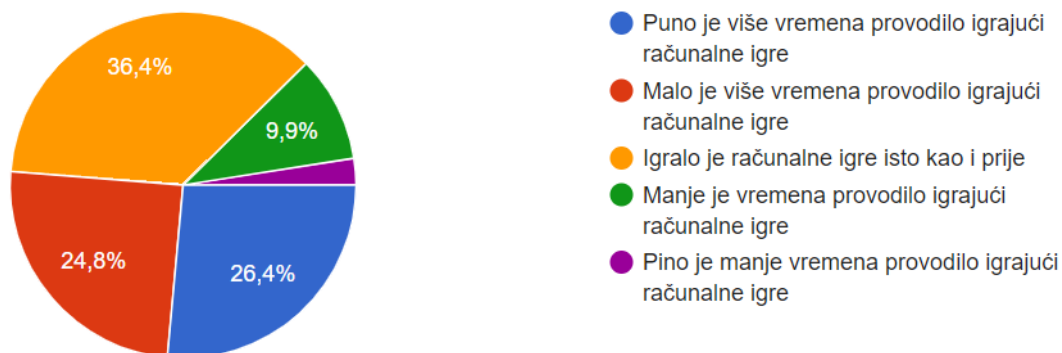 36,4%
9,9%
24,8%
26,4%
Puno je više vremena provodilo igrajući
računalne igre
Malo je više vremena provodilo igrajući
računalne igre
Igralo je računalne igre isto kao i prije
Manje je vremena provodilo igrajući
računalne igre
Pino je manje vremena provodilo igrajući
računalne igre